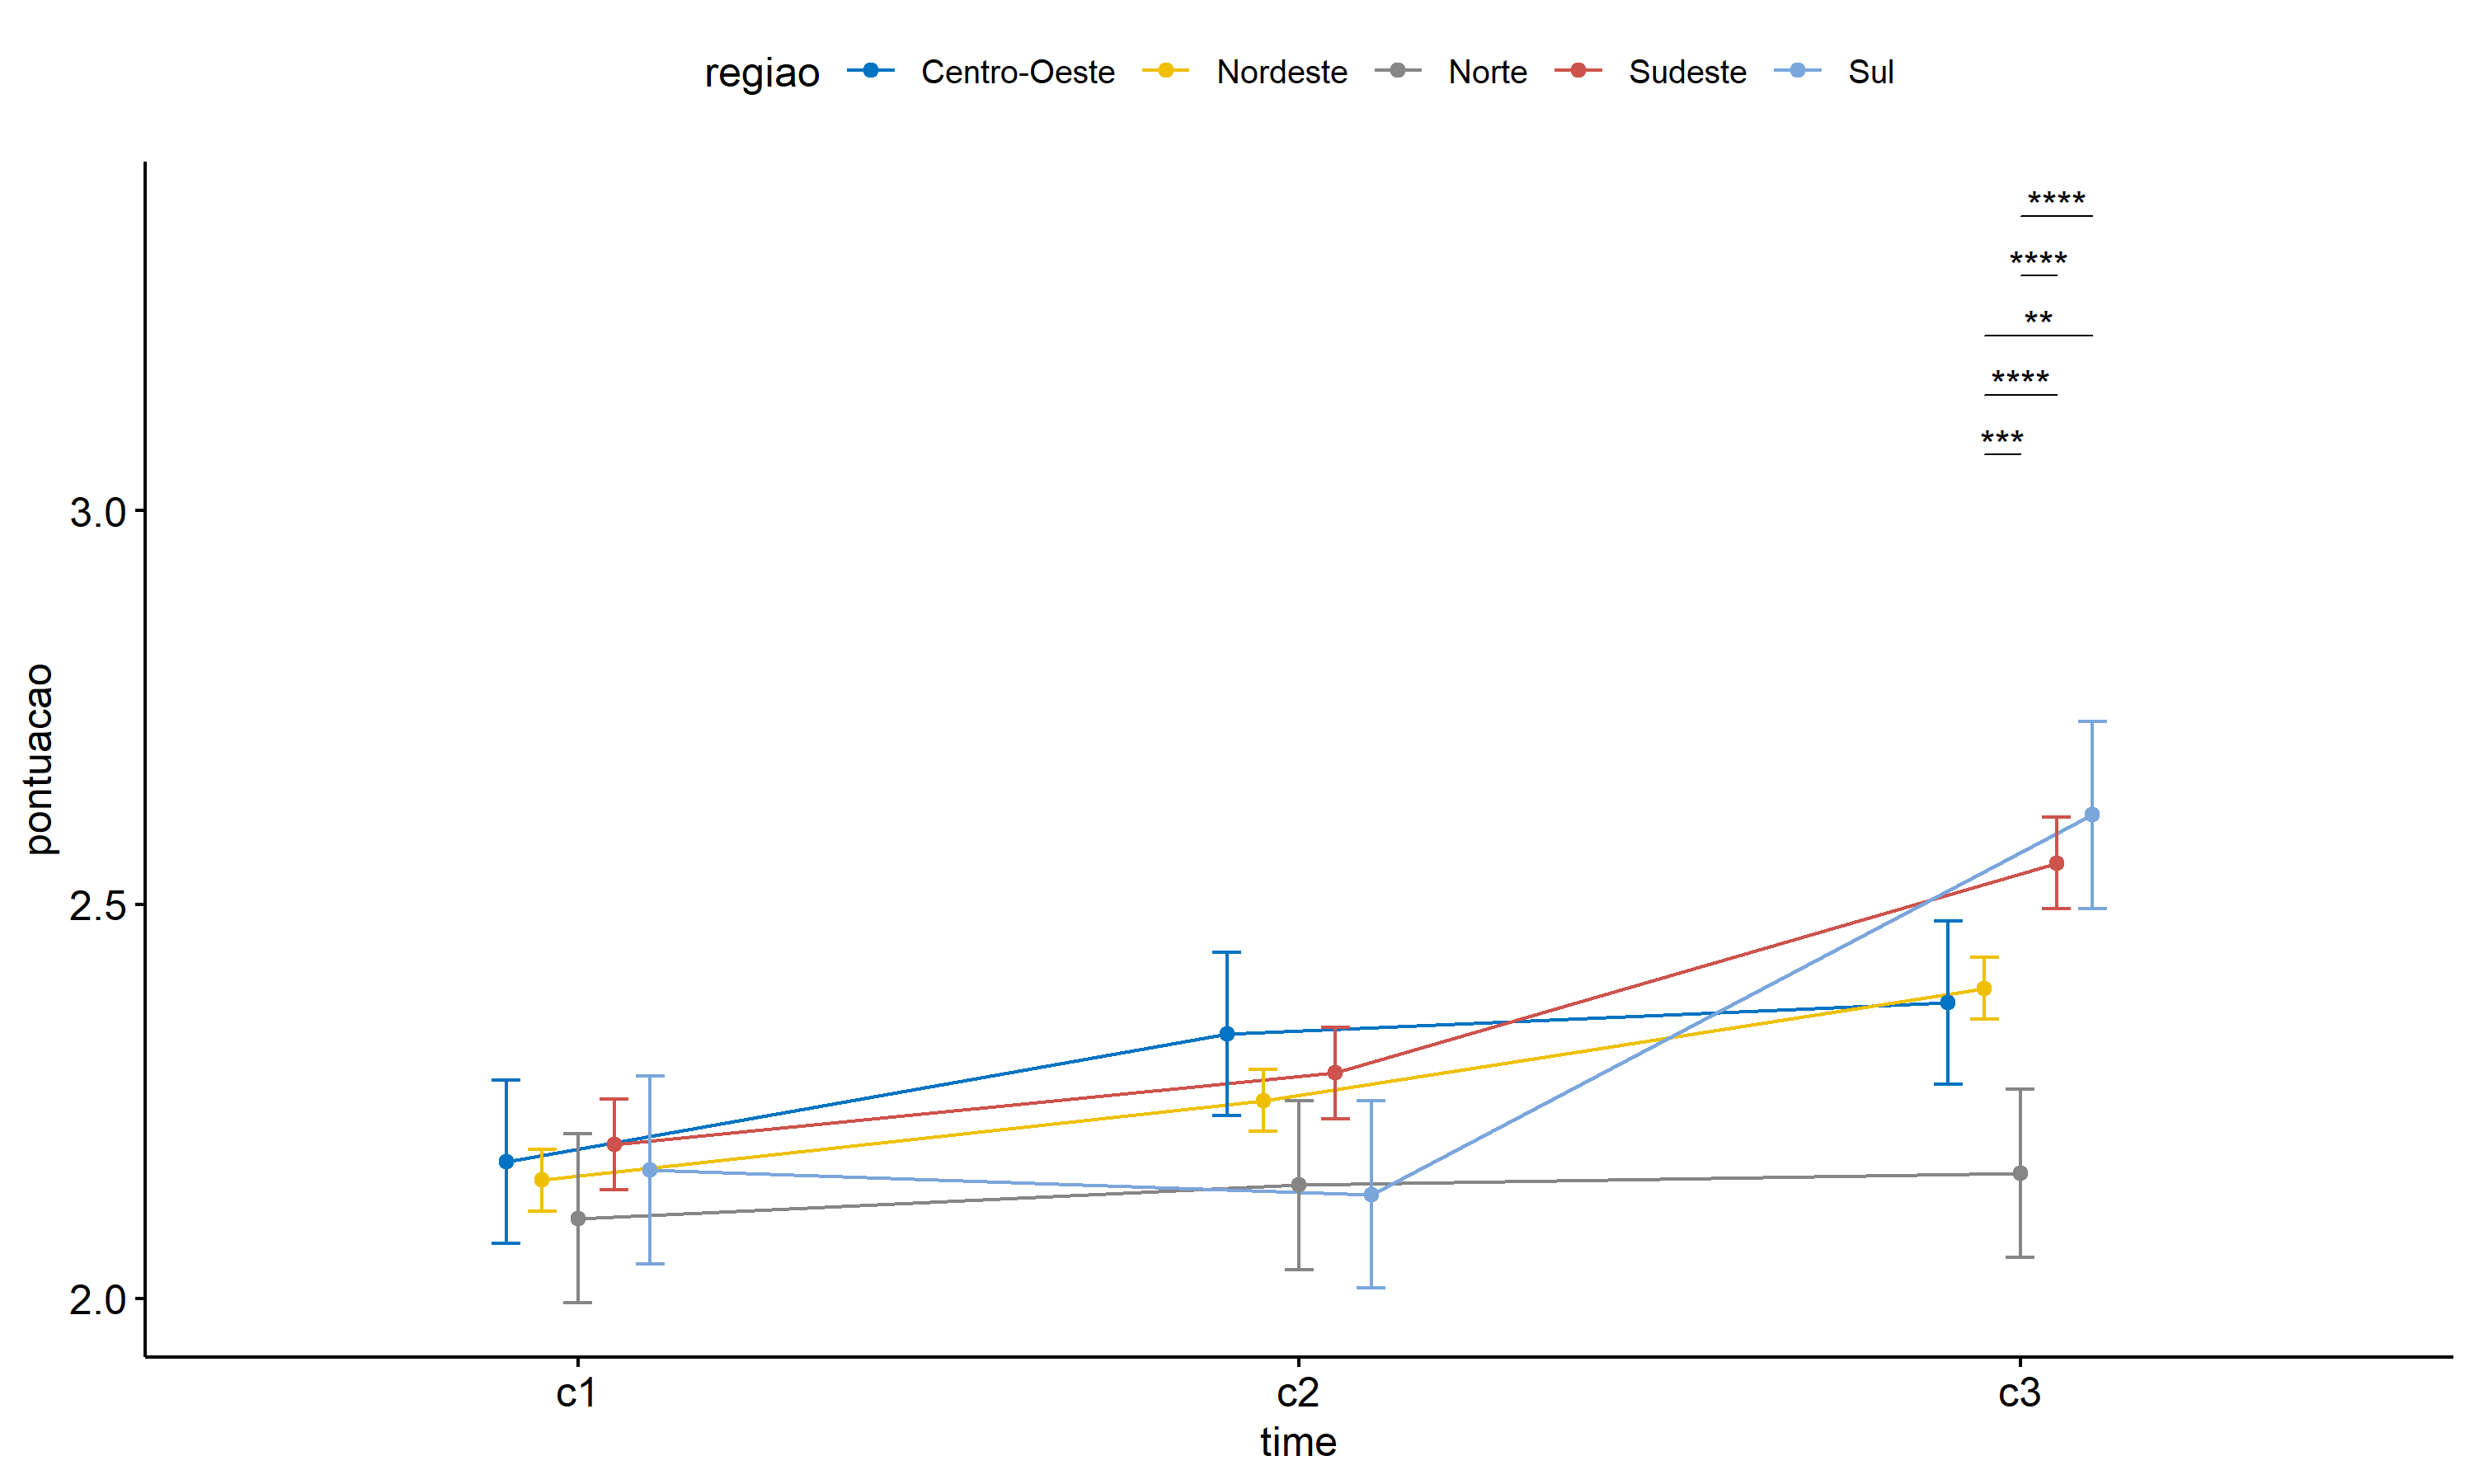 regiao Centro-Oeste Nordeste Norte Sudeste Sul
****
****
**
****
***
3.0
2.5
2.0
pontuacao
c1 c2 c3
time